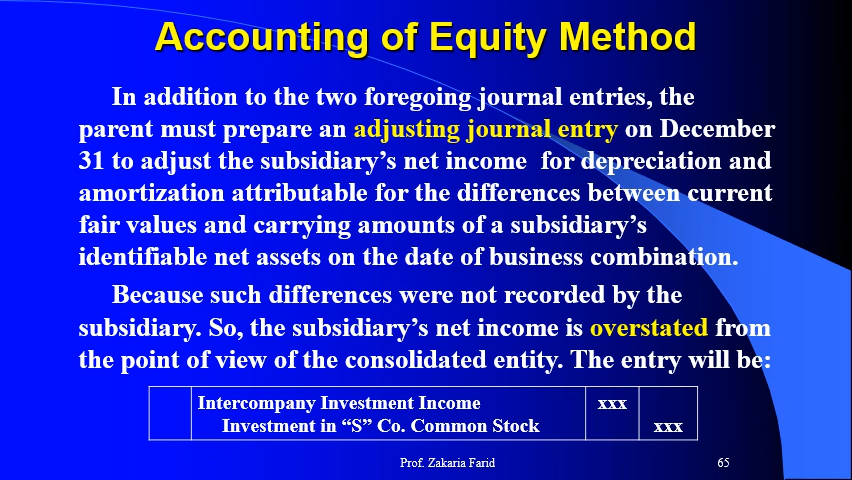 Accounting of Equity Method
In addition to the two foregoing journal entries, the
parent must prepare an adjusting journal entry on December
31 to adjust the subsidiary’s net income for depreciation and
amortization attributable for the differences between current
fair values and carrying amounts of a subsidiary’s
identifiable net assets on the date of business combination.
Because such differences were not recorded by the
subsidiary. So, the subsidiary’s net income is overstated from
the point of view of the consolidated entity. The entry will be:
Intercompany Investment Income xxx
Investment in “S” Co. Common Stock xxx
Prof. Zakaria Farid 65